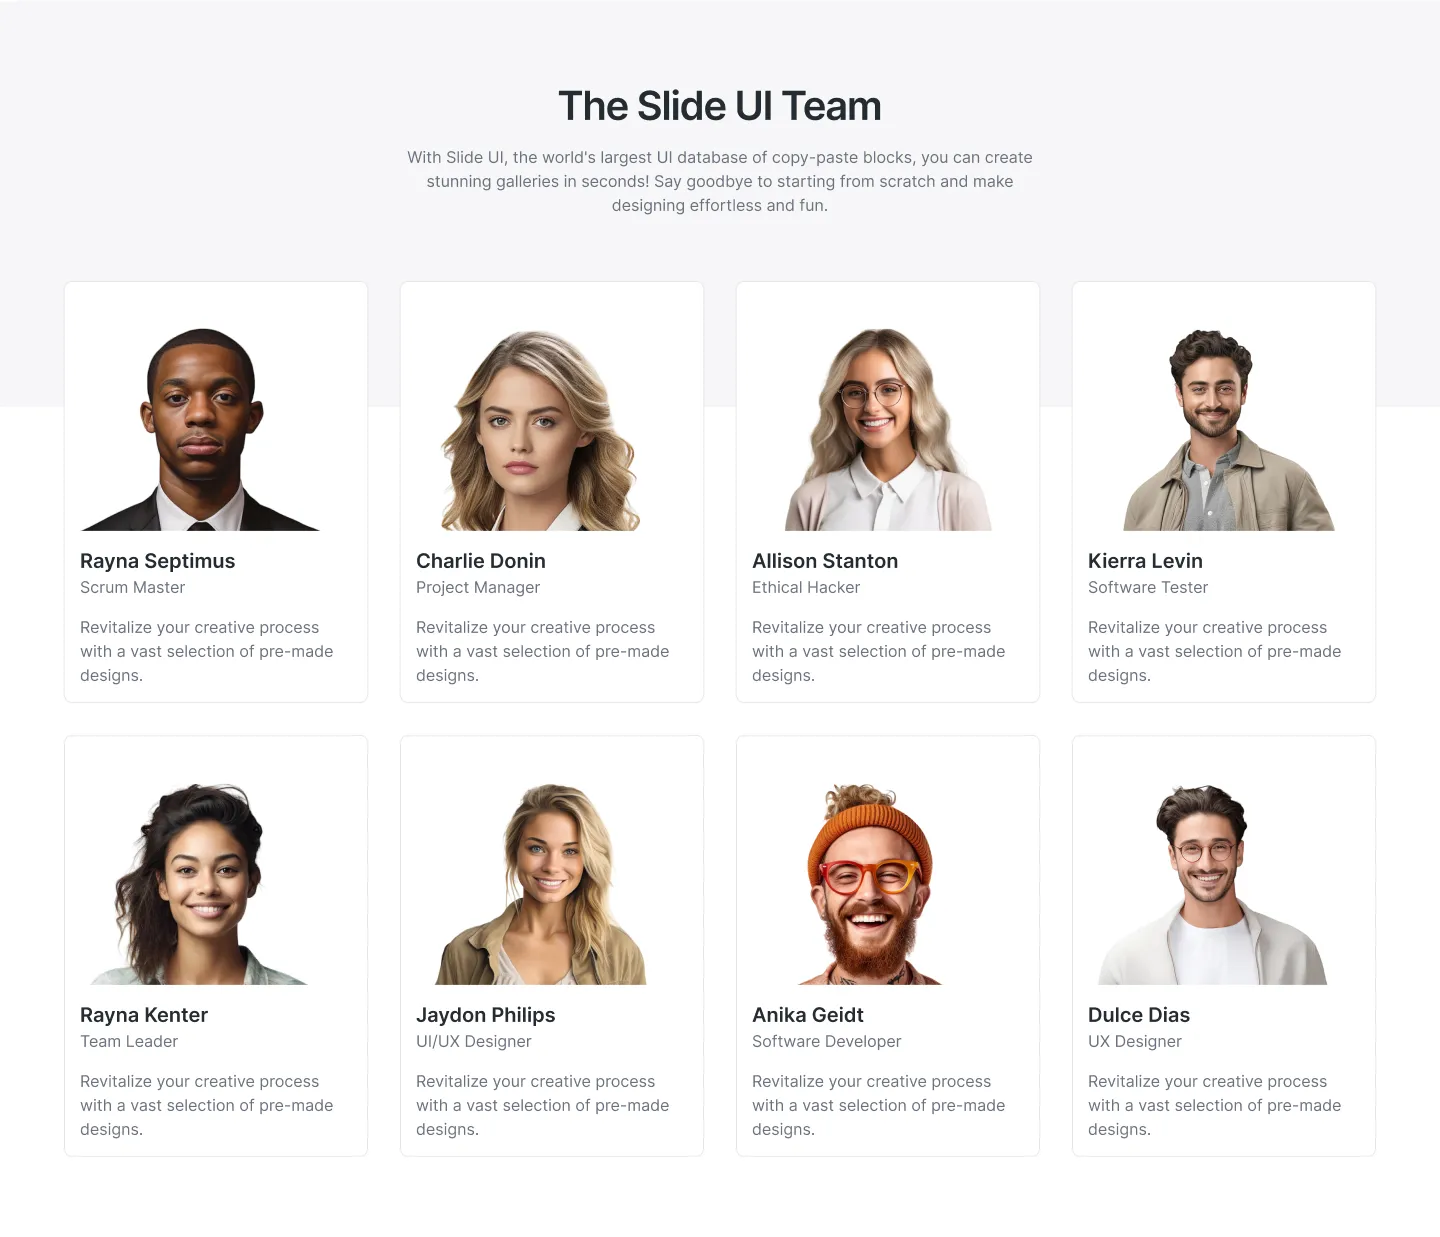 The Slide UI Team
With Slide UI, the world's largest UI database of copy-paste blocks, you can create
stunning galleries in seconds! Say goodbye to starting from scratch and make
designing effortless and fun.
Rayna Septimus
Scrum Master
Revitalize your creative process
with a vast selection of pre-made
designs.
Charlie Donin
Project Manager
Revitalize your creative process
with a vast selection of pre-made
designs.
Allison Stanton
Ethical Hacker
Revitalize your creative process
with a vast selection of pre-made
designs.
Kierra Levin
Software Tester
Revitalize your creative process
with a vast selection of pre-made
designs.
Rayna Kenter
Team Leader
Revitalize your creative process
with a vast selection of pre-made
designs.
Jaydon Philips
UI/UX Designer
Revitalize your creative process
with a vast selection of pre-made
designs.
Anika Geidt
Software Developer
Revitalize your creative process
with a vast selection of pre-made
designs.
Dulce Dias
UX Designer
Revitalize your creative process
with a vast selection of pre-made
designs.